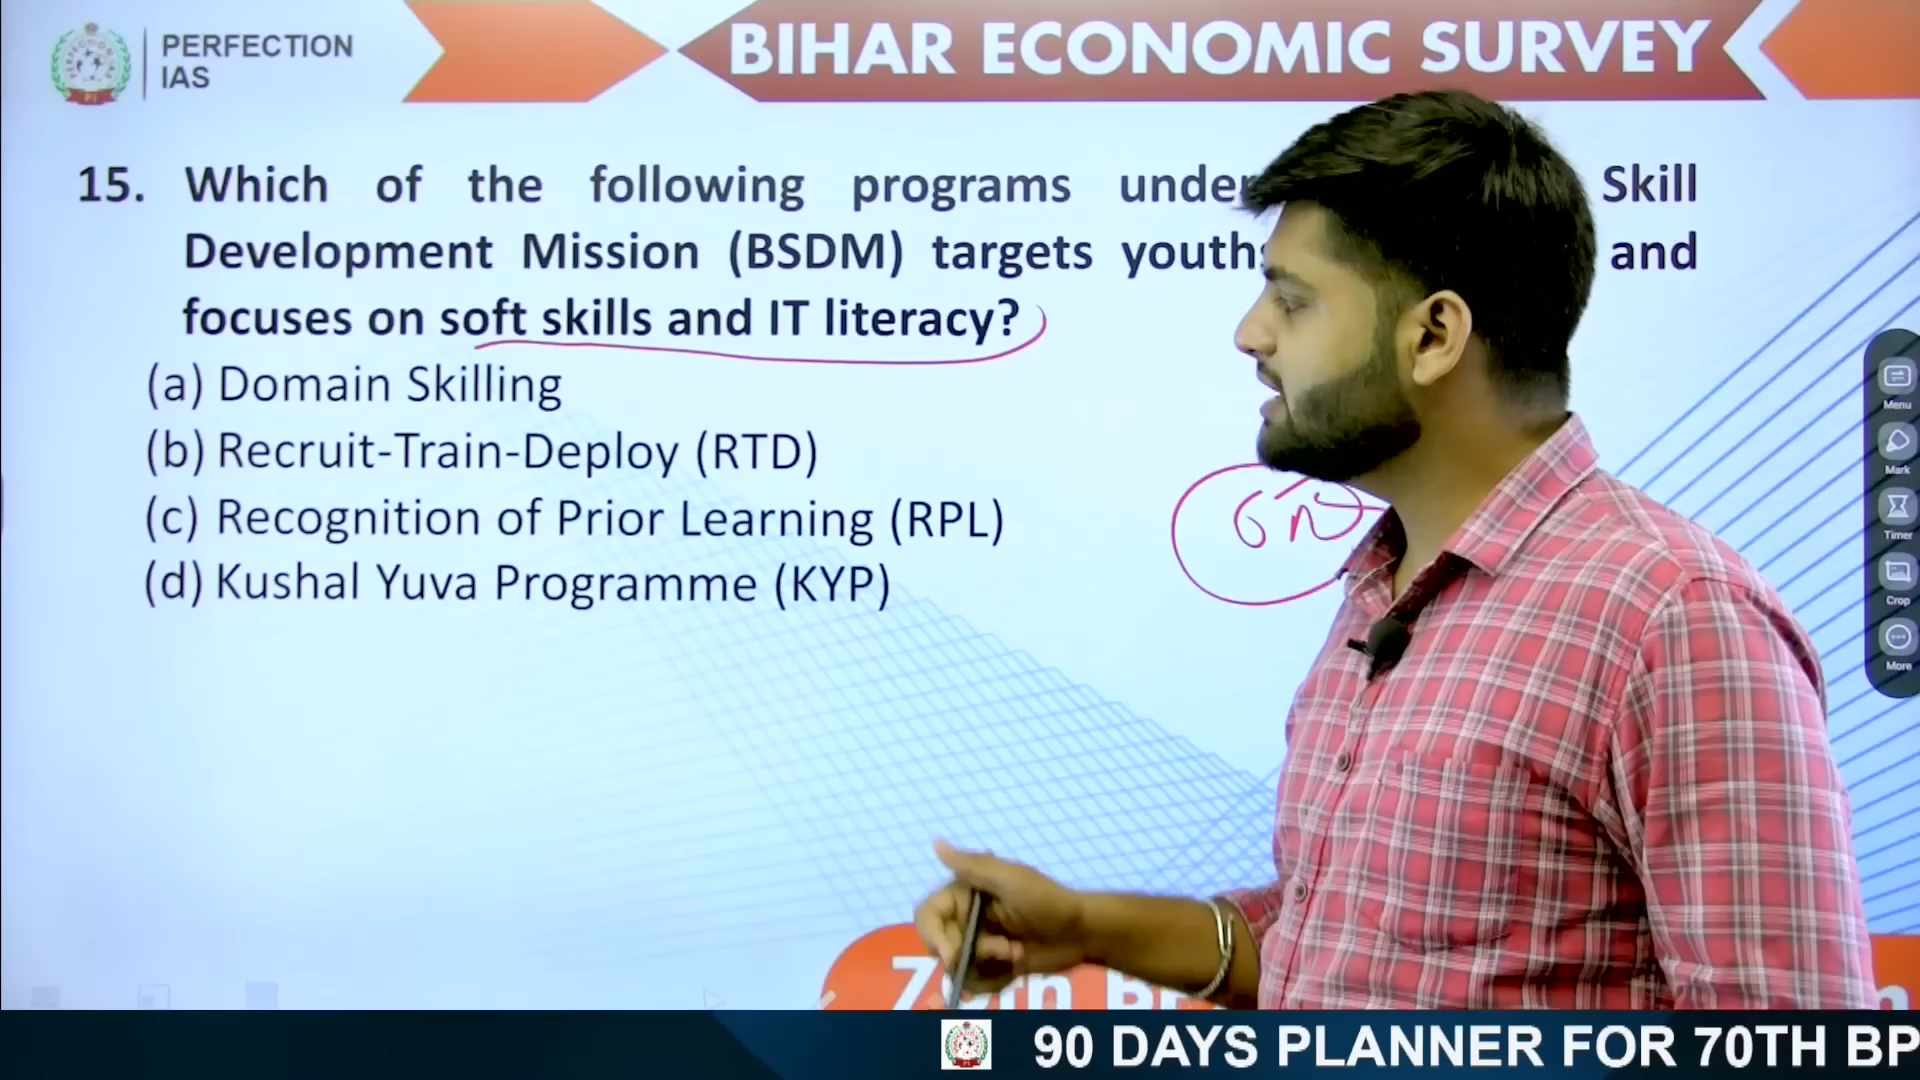 PERFECTION
IAS
BIHAR ECONOMIC SURVEY
15. Which of the following programs under Skill
Development Mission (BSDM) targets youths and
focuses on soft skills and IT literacy?
(a) Domain Skilling
(b) Recruit-Train-Deploy (RTD)
(c) Recognition of Prior Learning (RPL)
(d) Kushal Yuva Programme (KYP)
Menu
Mark
Timer
Crop
More
90 DAYS PLANNER FOR 70TH BP